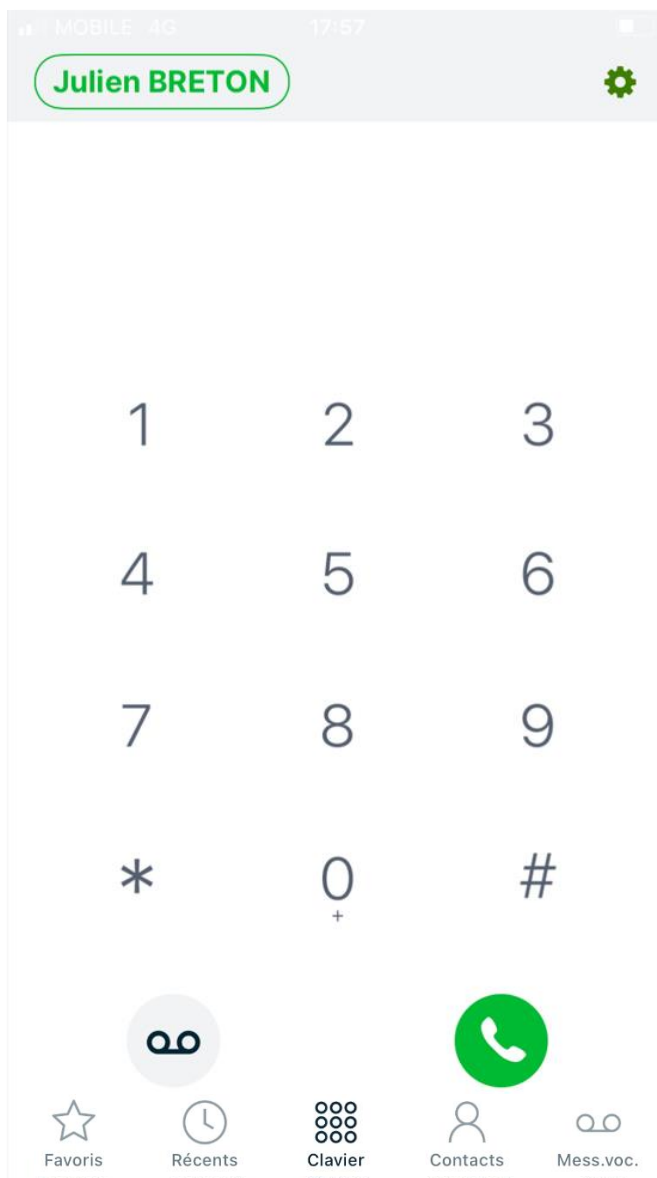 MOBILE 4G 17:57
Julien BRETON
1 2 3
4 5 6
7 8 9
* 0 #
+
Favoris Récents Clavier Contacts Mess.voc.